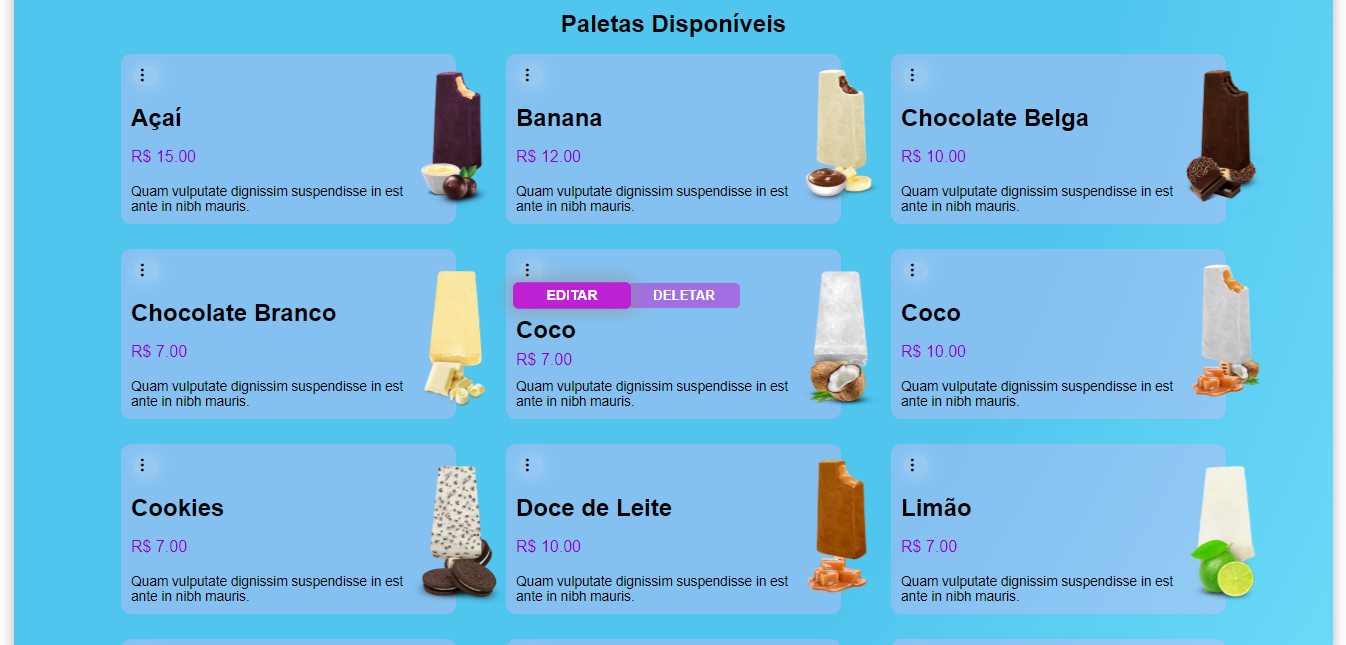 Paletas Disponíveis
Açaí
R$ 15.00
Quam vulputate dignissim suspendisse in est
ante in nibh mauris.
Banana
R$ 12.00
Quam vulputate dignissim suspendisse in est
ante in nibh mauris.
Chocolate Belga
R$ 10.00
Quam vulputate dignissim suspendisse in est
ante in nibh mauris.
Chocolate Branco
R$ 7.00
Quam vulputate dignissim suspendisse in est
ante in nibh mauris.
EDITAR DELETAR
Coco
R$ 7.00
Quam vulputate dignissim suspendisse in est
ante in nibh mauris.
Coco
R$ 10.00
Quam vulputate dignissim suspendisse in est
ante in nibh mauris.
Cookies
R$ 7.00
Quam vulputate dignissim suspendisse in est
ante in nibh mauris.
Doce de Leite
R$ 10.00
Quam vulputate dignissim suspendisse in est
ante in nibh mauris.
Limão
R$ 7.00
Quam vulputate dignissim suspendisse in est
ante in nibh mauris.